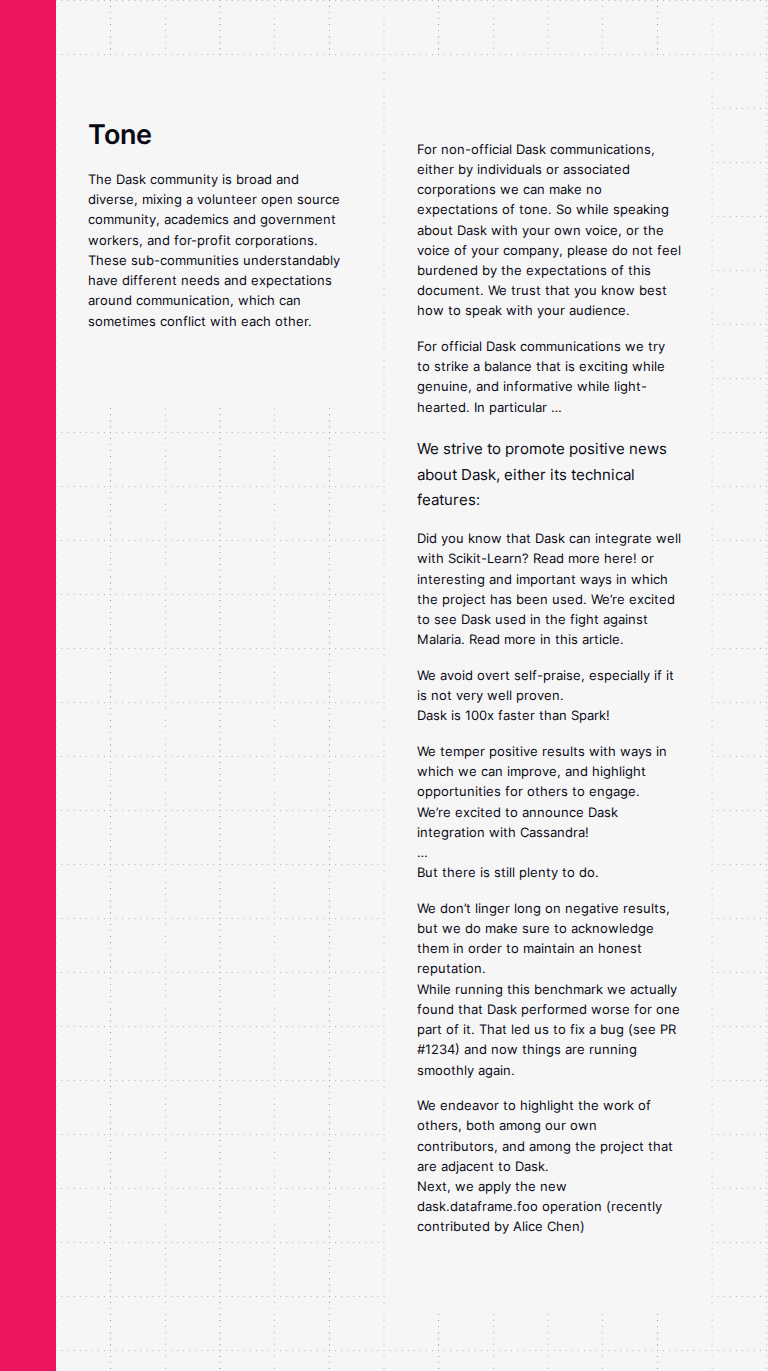 Tone
The Dask community is broad and
diverse, mixing a volunteer open source
community, academics and government
workers, and for-profit corporations.
These sub-communities understandably
have different needs and expectations
around communication, which can
sometimes conflict with each other.
For non-official Dask communications,
either by individuals or associated
corporations we can make no
expectations of tone. So while speaking
about Dask with your own voice, or the
voice of your company, please do not feel
burdened by the expectations of this
document. We trust that you know best
how to speak with your audience.
For official Dask communications we try
to strike a balance that is exciting while
genuine, and informative while light-
hearted. In particular ...
We strive to promote positive news
about Dask, either its technical
features:
Did you know that Dask can integrate well
with Scikit-Learn? Read more here! or
interesting and important ways in which
the project has been used. We’re excited
to see Dask used in the fight against
Malaria. Read more in this article.
We avoid overt self-praise, especially if it
is not very well proven.
Dask is 100x faster than Spark!
We temper positive results with ways in
which we can improve, and highlight
opportunities for others to engage.
We’re excited to announce Dask
integration with Cassandra!
...
But there is still plenty to do.
We don’t linger long on negative results,
but we do make sure to acknowledge
them in order to maintain an honest
reputation.
While running this benchmark we actually
found that Dask performed worse for one
part of it. That led us to fix a bug (see PR
#1234) and now things are running
smoothly again.
We endeavor to highlight the work of
others, both among our own
contributors, and among the project that
are adjacent to Dask.
Next, we apply the new
dask.dataframe.foo operation (recently
contributed by Alice Chen)